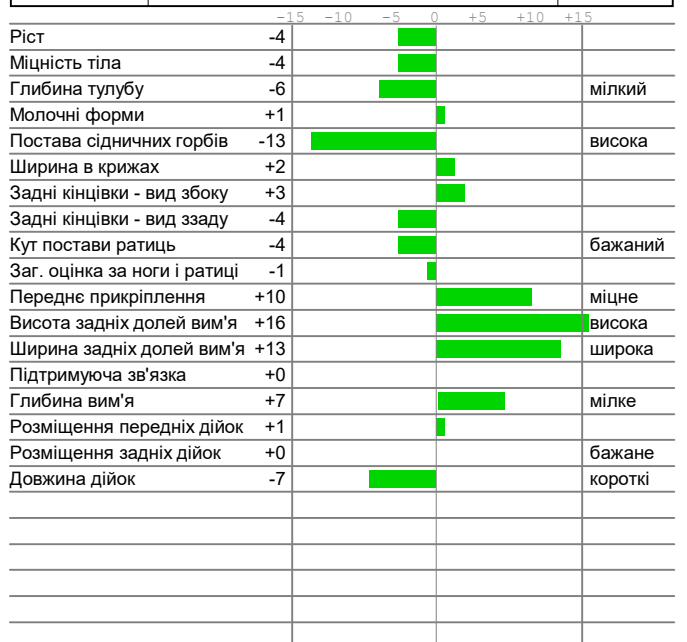 -15 -10 -5 0 +5 +10 +15
Ріст -4
Міцність тіла -4
Глибина тулубу -6 мілкий
Молочні форми +1
Постава сідничних горбів -13 висока
Ширина в крижах +2
Задні кінцівки - вид збоку +3
Задні кінцівки - вид ззаду -4
Кут постави ратиць -4 бажаний
Заг. оцінка за ноги і ратиці -1
Переднє прикріплення +10 міцне
Висота задніх долей вим'я +16 висока
Ширина задніх долей вим'я +13 широка
Підтримуюча зв'язка +0
Глибина вим'я +7 мілке
Розміщення передніх дійок +1
Розміщення задніх дійок +0 бажане
Довжина дійок -7 короткі